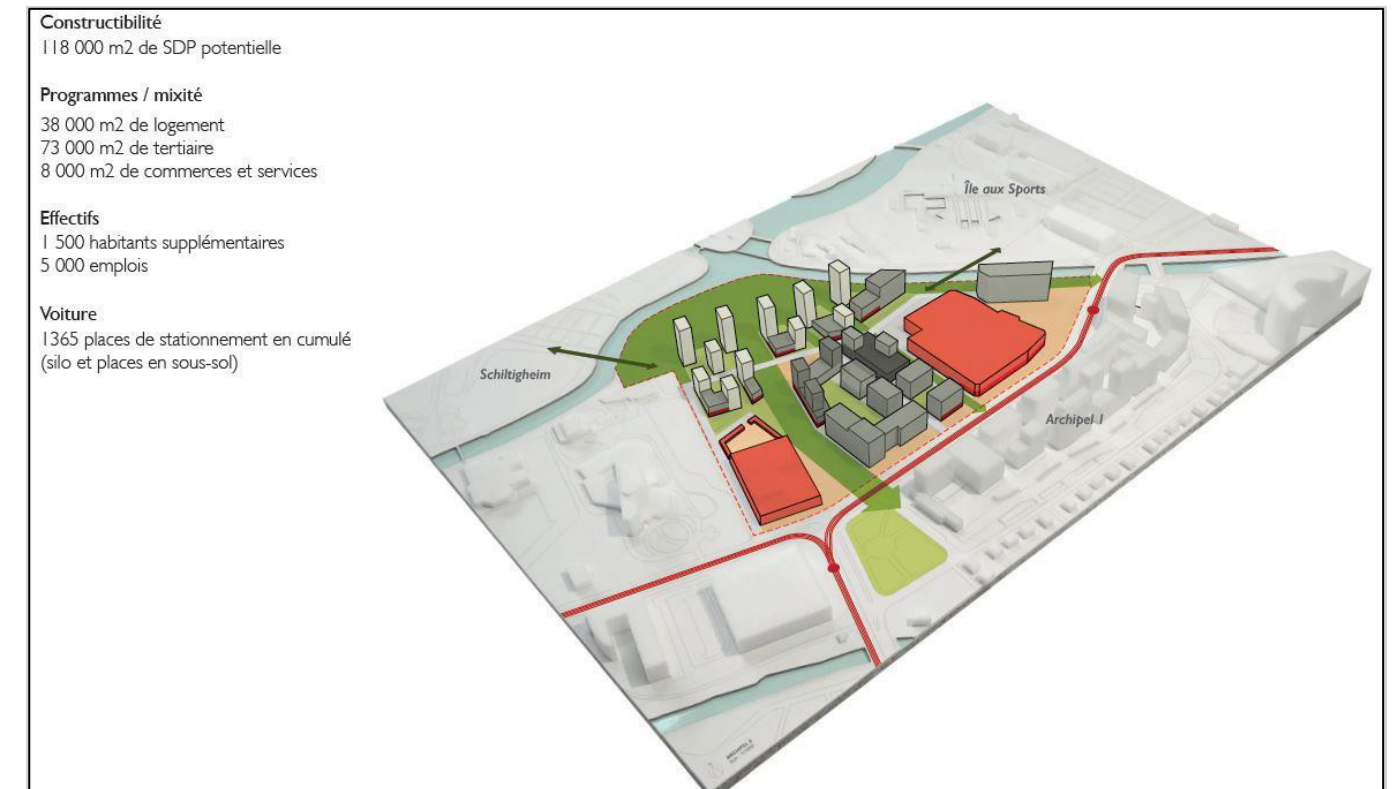 Constructibilité
118 000 m2 de SDP potentielle
Programmes / mixité
38 000 m2 de logement
73 000 m2 de tertiaire
8 000 m2 de commerces et services
Effectifs
1 500 habitants supplémentaires
5 000 emplois
Voiture
1365 places de stationnement en cumulé
(silo et places en sous-sol)
Île aux Sports
Schiltigheim
Archipel 1
ARCHIPEL 2